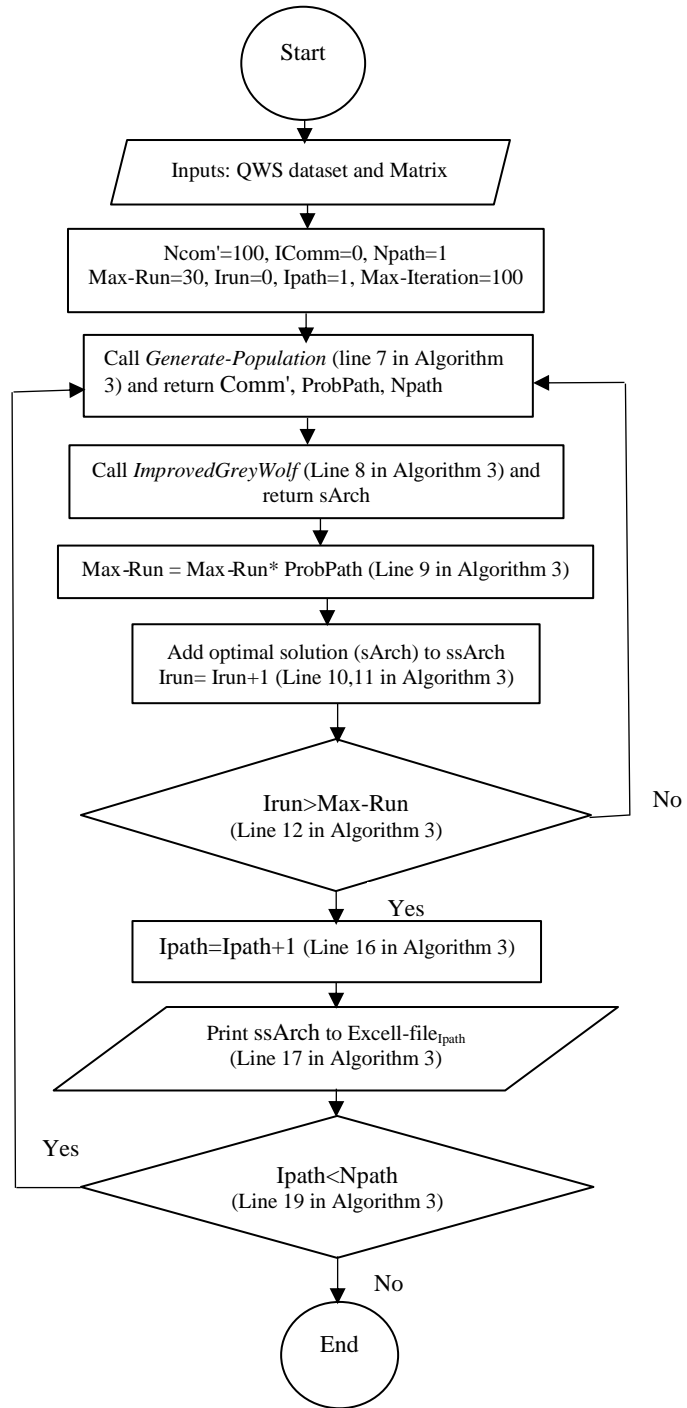 Start
Inputs: QWS dataset and Matrix
Ncom'=100, IComm=0, Npath=1
Max-Run=30, Irun=0, Ipath=1, Max-Iteration=100
Call Generate-Population (line 7 in Algorithm
3) and return Comm', ProbPath, Npath
Call ImprovedGreyWolf (Line 8 in Algorithm 3) and
return sArch
Max-Run = Max-Run* ProbPath (Line 9 in Algorithm 3)
Add optimal solution (sArch) to ssArch
Irun= Irun+1 (Line 10,11 in Algorithm 3)
Irun>Max-Run
(Line 12 in Algorithm 3)
No
Yes
Ipath=Ipath+1 (Line 16 in Algorithm 3)
Print ssArch to Excell-fileIpath
(Line 17 in Algorithm 3)
Yes
Ipath<Npath
(Line 19 in Algorithm 3)
No
End